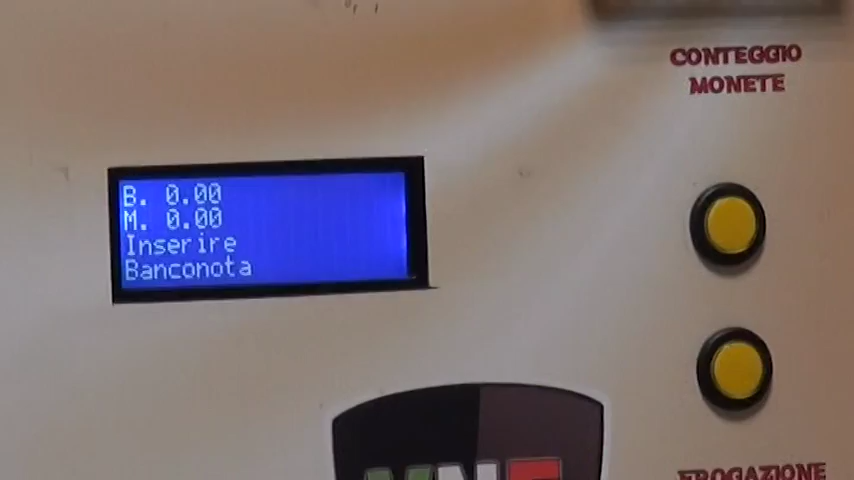 CONTEGGIO
MONETE
B. 0.00
M. 0.00
Inserire
Banconota
EROGAZIONE